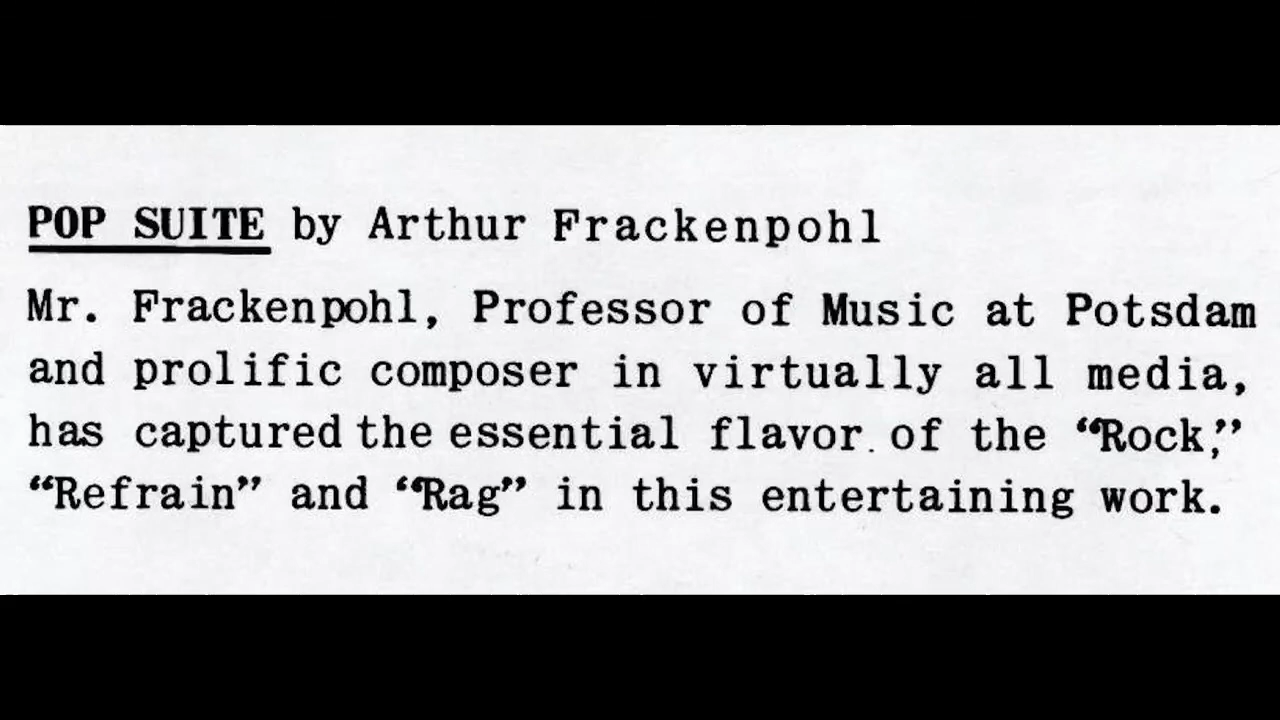 POP SUITE by Arthur Frackenpohl
Mr. Frackenpohl, Professor of Music at Potsdam
and prolific composer in virtually all media,
has captured the essential flavor of the “Rock,”
“Refrain” and “Rag” in this entertaining work.